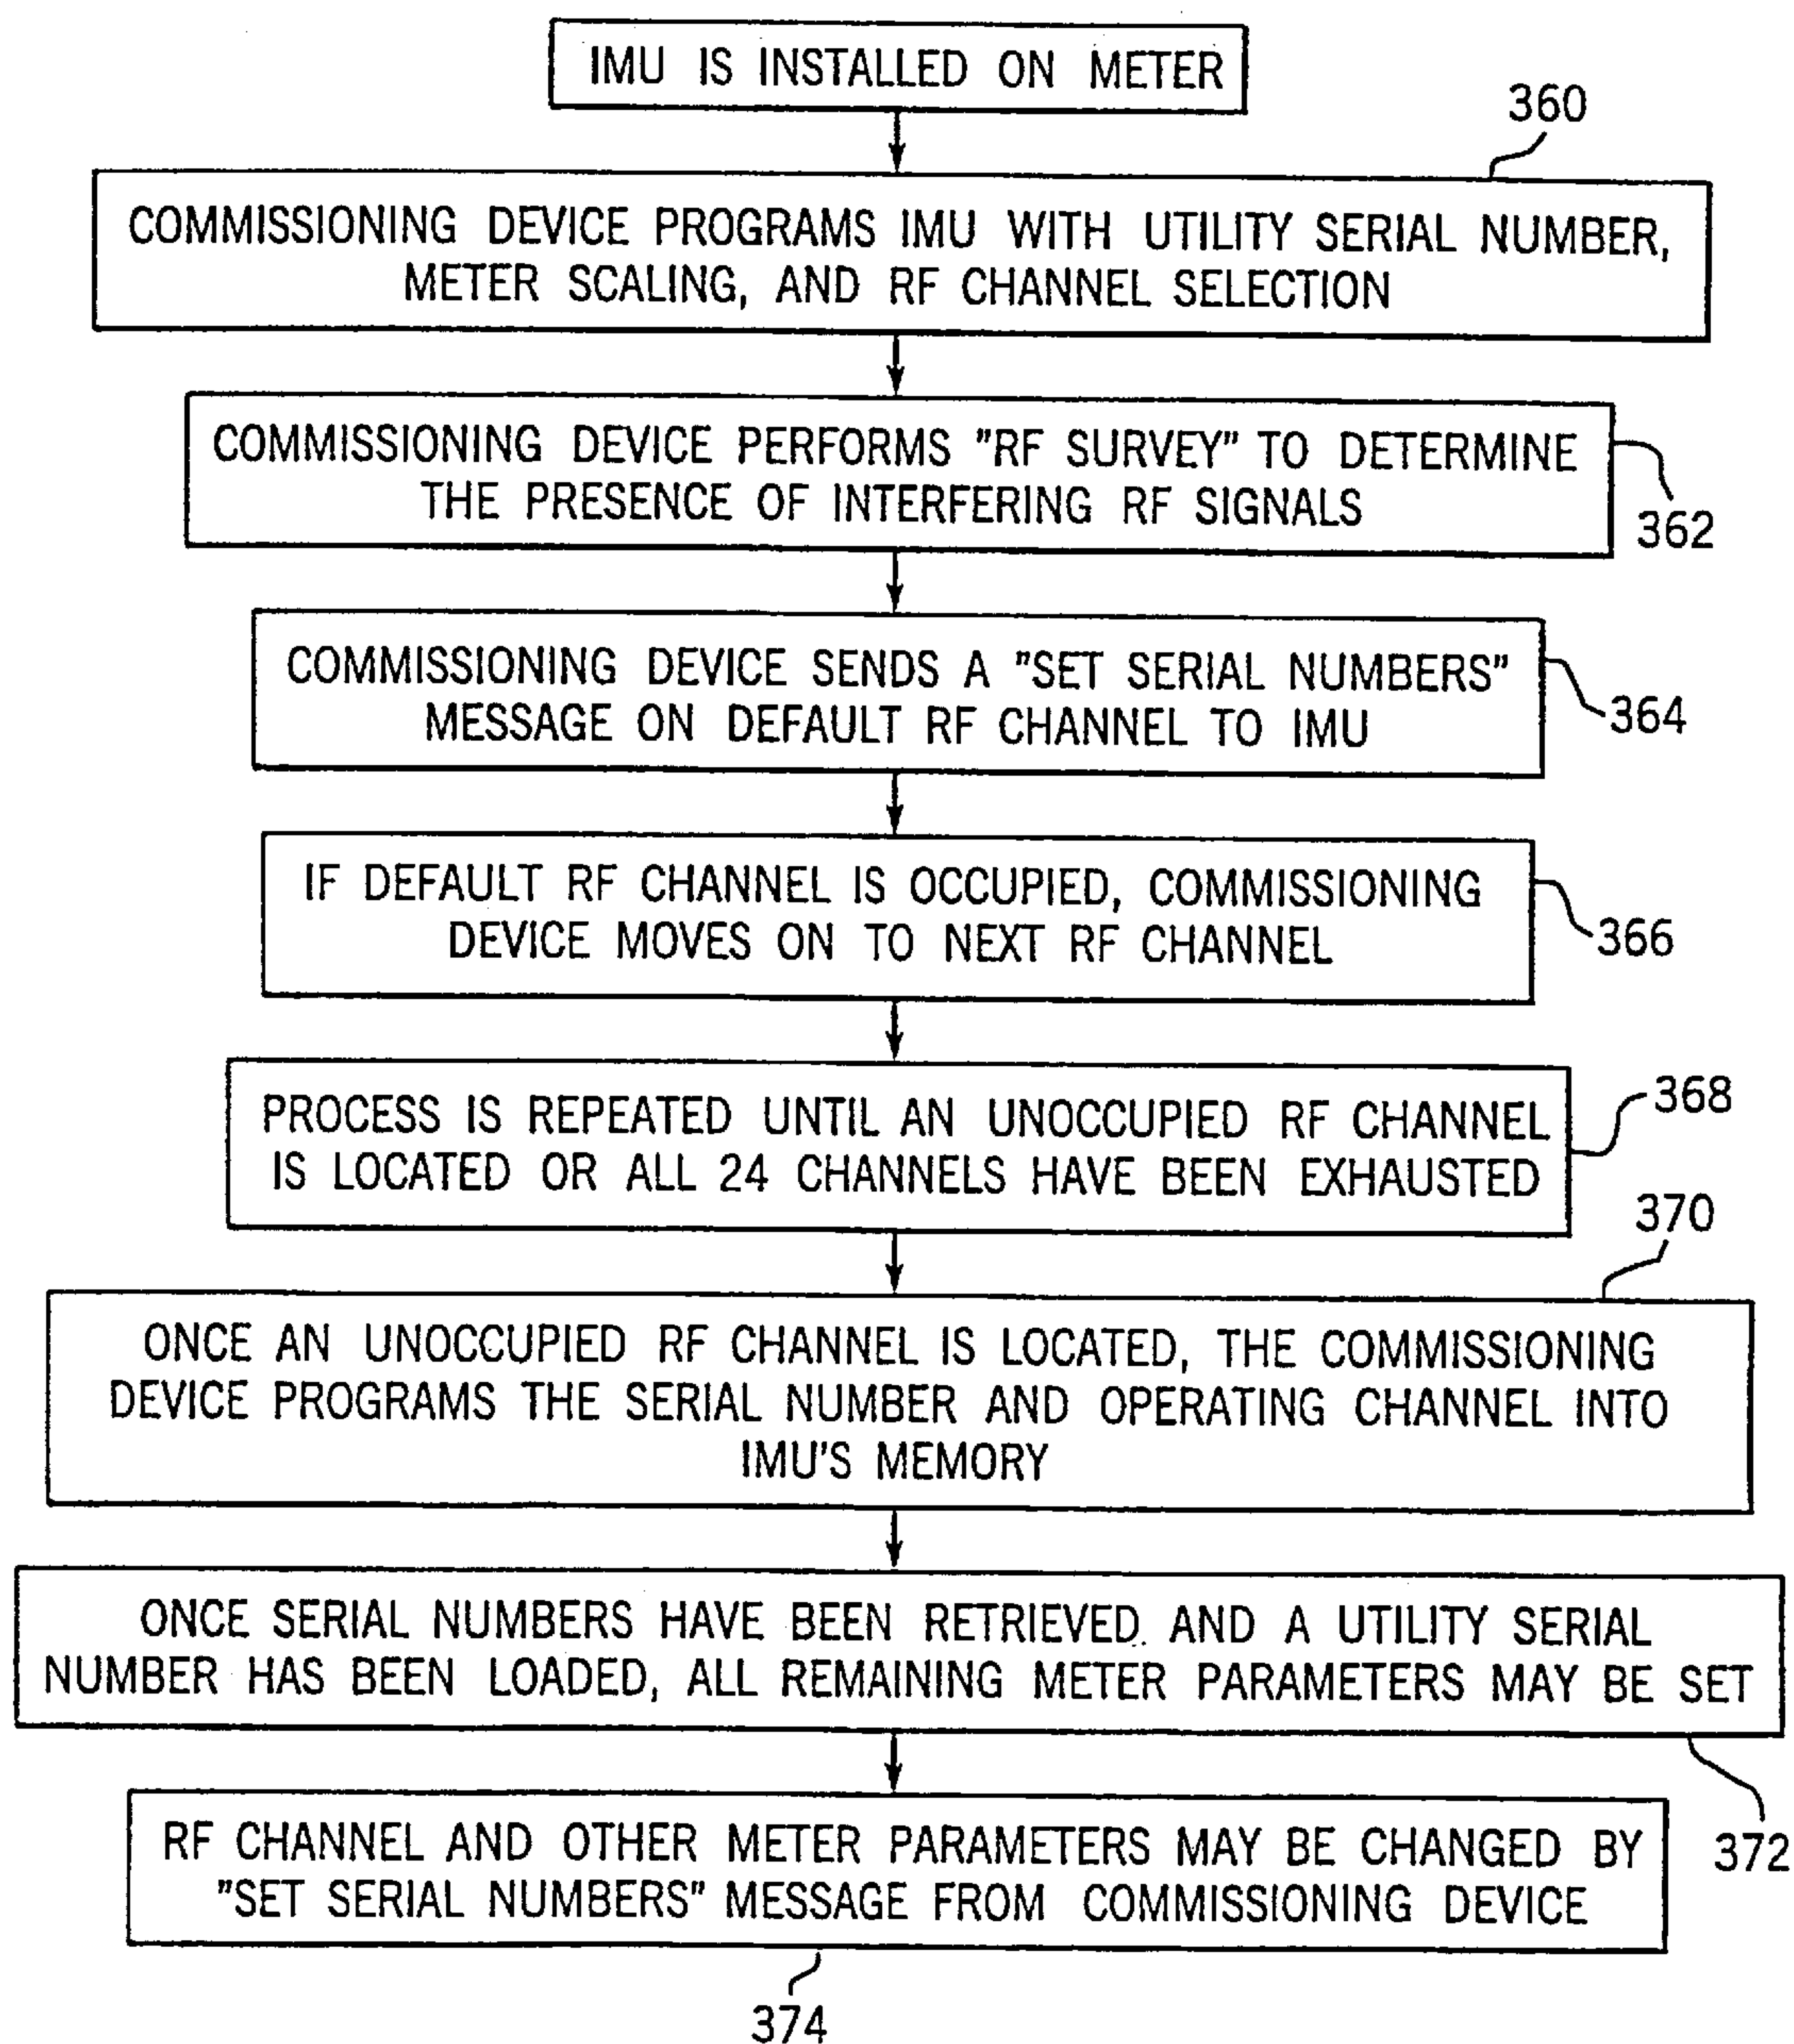 IMU IS INSTALLED ON METER
360
COMMISSIONING DEVICE PROGRAMS IMU WITH UTILITY SERIAL NUMBER,
METER SCALING, AND RF CHANNEL SELECTION
COMMISSIONING DEVICE PERFORMS "RF SURVEY" TO DETERMINE
THE PRESENCE OF INTERFERING RF SIGNALS
362
COMMISSIONING DEVICE SENDS A "SET SERIAL NUMBERS"
MESSAGE ON DEFAULT RF CHANNEL TO IMU
364
IF DEFAULT RF CHANNEL IS OCCUPIED, COMMISSIONING
DEVICE MOVES ON TO NEXT RF CHANNEL
366
PROCESS IS REPEATED UNTIL AN UNOCCUPIED RF CHANNEL
IS LOCATED OR ALL 24 CHANNELS HAVE BEEN EXHAUSTED
368
370
ONCE AN UNOCCUPIED RF CHANNEL IS LOCATED, THE COMMISSIONING
DEVICE PROGRAMS THE SERIAL NUMBER AND OPERATING CHANNEL INTO
IMU'S MEMORY
ONCE SERIAL NUMBERS HAVE BEEN RETRIEVED AND A UTILITY SERIAL
NUMBER HAS BEEN LOADED, ALL REMAINING METER PARAMETERS MAY BE SET
372
RF CHANNEL AND OTHER METER PARAMETERS MAY BE CHANGED BY
"SET SERIAL NUMBERS" MESSAGE FROM COMMISSIONING DEVICE
374